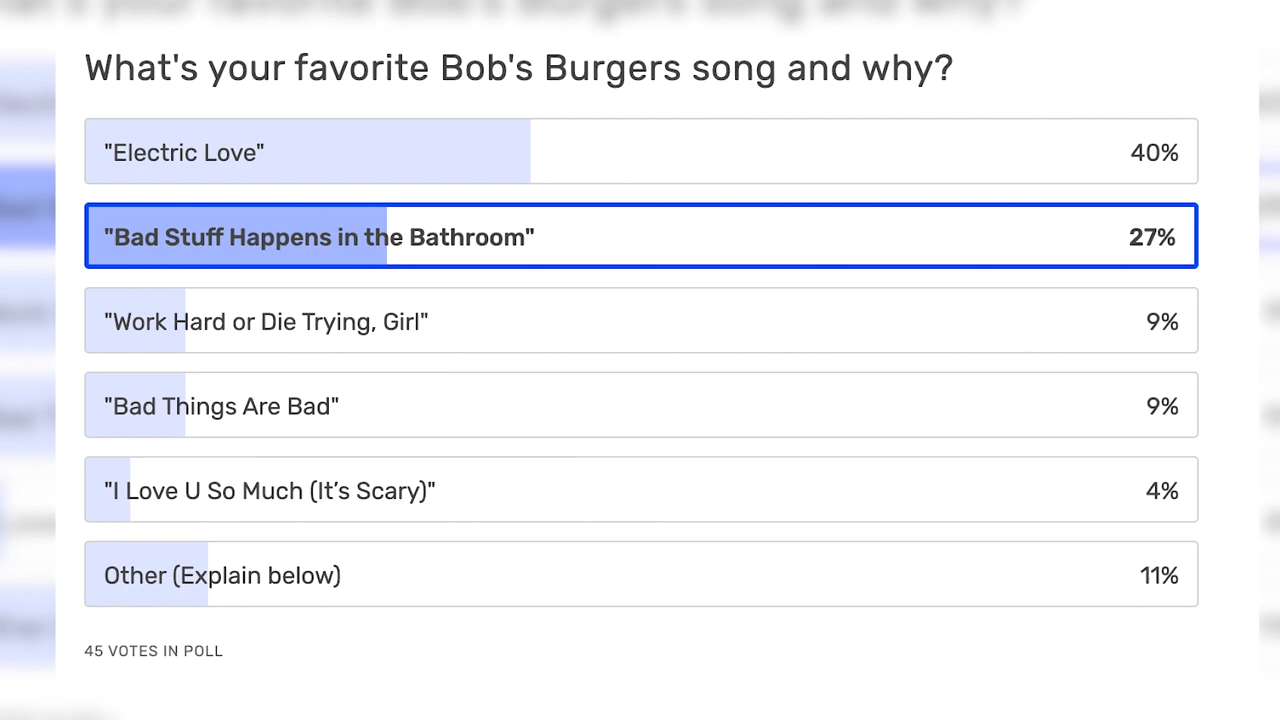 What's your favorite Bob's Burgers song and why?
"Electric Love" 40%
"Bad Stuff Happens in the Bathroom" 27%
"Work Hard or Die Trying, Girl" 9%
"Bad Things Are Bad" 9%
"I Love U So Much (It’s Scary)" 4%
Other (Explain below) 11%
45 VOTES IN POLL